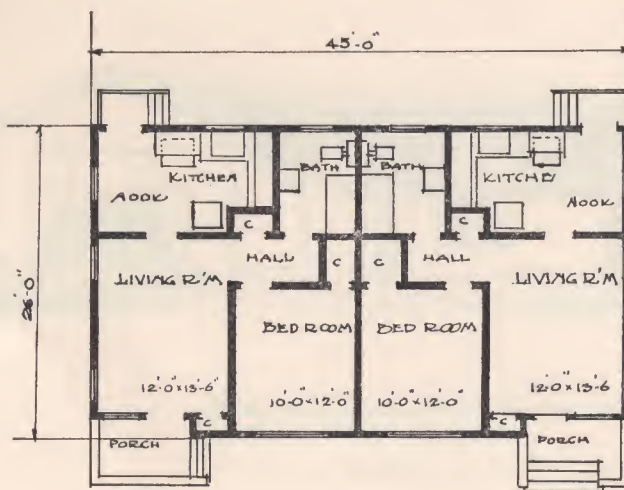 45'-0"
BATH BATH
KITCHEN KITCHE
NOOK NOOK
C C
HALL HALL
LIVING R'M C C LIVING R'M
26'-0"
BED ROOM BED ROOM
12'-0"x13'-6" 10'-0"x12'-0" 10'-0"x12'-0" 12'-0"x13'-6
C C
PORCH PORCH